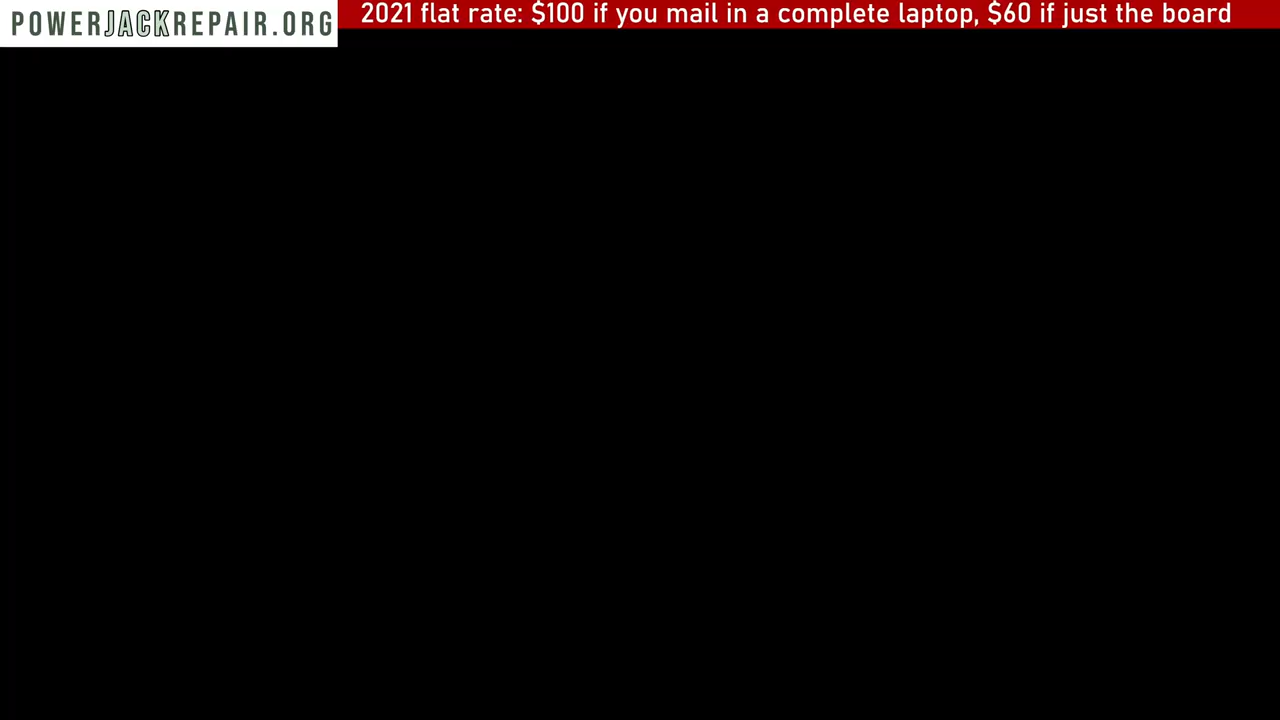 POWERJACKREPAIR.ORG
2021 flat rate: $100 if you mail in a complete laptop, $60 if just the board